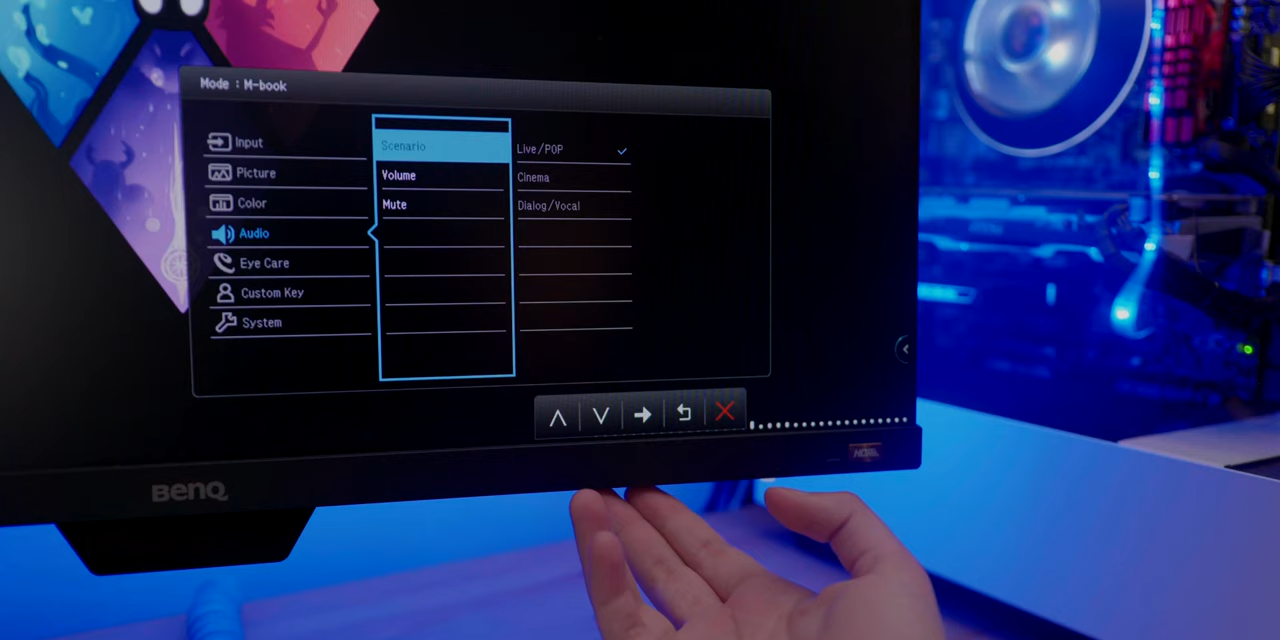 Mode : M-book
Input
Picture
Color
Audio
Eye Care
Custom Key
System
Scenario
Volume
Mute
Live/POP
Cinema
Dialog/Vocal
BenQ
HDRi